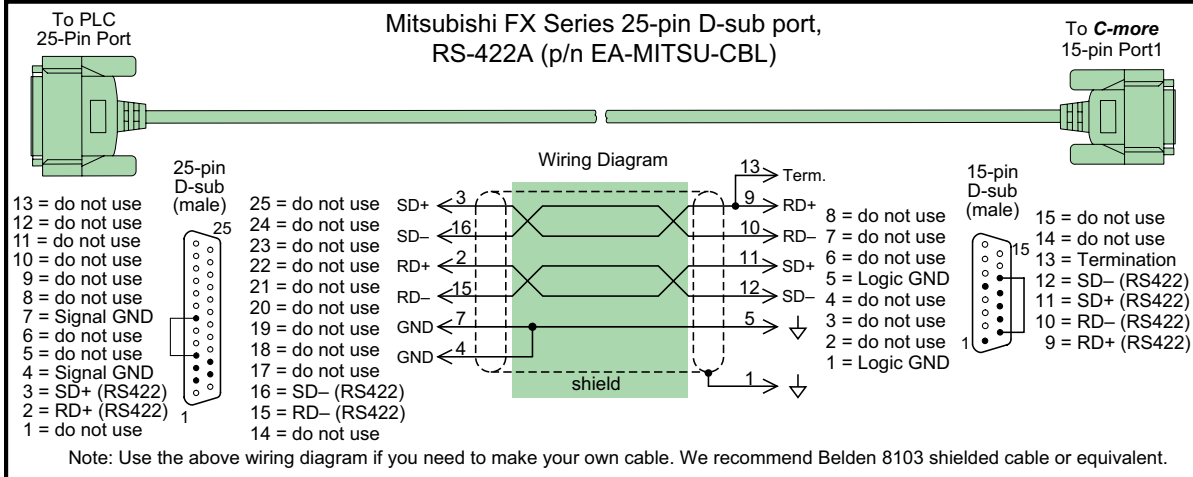 To PLC
25-Pin Port
Mitsubishi FX Series 25-pin D-sub port,
RS-422A (p/n EA-MITSU-CBL)
To C-more
15-pin Port1
25-pin
D-sub
(male)
13 = do not use
12 = do not use
11 = do not use
10 = do not use
9 = do not use
8 = do not use
7 = Signal GND
6 = do not use
5 = do not use
4 = Signal GND
3 = SD+ (RS422)
2 = RD+ (RS422)
1 = do not use
25
1
25 = do not use
24 = do not use
23 = do not use
22 = do not use
21 = do not use
20 = do not use
19 = do not use
18 = do not use
17 = do not use
16 = SD– (RS422)
15 = RD– (RS422)
14 = do not use
Wiring Diagram
SD+ 3
SD– 16
RD+ 2
RD– 15
GND 7
GND 4
shield
13 Term.
9 RD+
10 RD–
11 SD+
12 SD–
5
1
8 = do not use
7 = do not use
6 = do not use
5 = Logic GND
4 = do not use
3 = do not use
2 = do not use
1 = Logic GND
15-pin
D-sub
(male)
15
1
15 = do not use
14 = do not use
13 = Termination
12 = SD– (RS422)
11 = SD+ (RS422)
10 = RD– (RS422)
9 = RD+ (RS422)
Note: Use the above wiring diagram if you need to make your own cable. We recommend Belden 8103 shielded cable or equivalent.